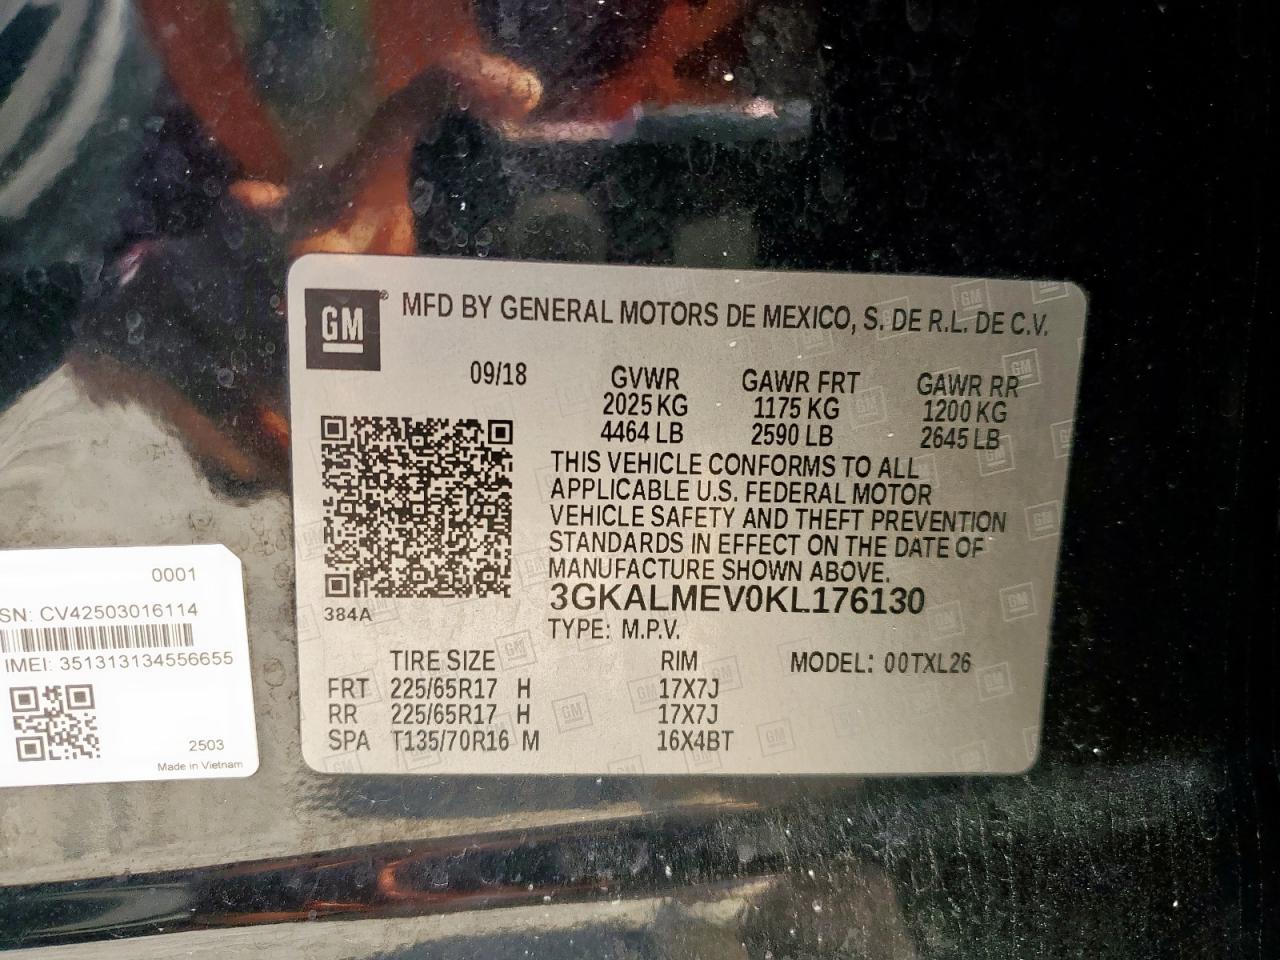 GM
MFD BY GENERAL MOTORS DE MEXICO, S. DE R.L. DE C.V.
09/18 GVWR GAWR FRT GAWR RR
2025 KG 1175 KG 1200 KG
4464 LB 2590 LB 2645 LB
THIS VEHICLE CONFORMS TO ALL
APPLICABLE U.S. FEDERAL MOTOR
VEHICLE SAFETY AND THEFT PREVENTION
STANDARDS IN EFFECT ON THE DATE OF
MANUFACTURE SHOWN ABOVE.
384A
3GKALMEV0KL176130
TYPE: M.P.V.
TIRE SIZE RIM MODEL: 00TXL26
FRT 225/65R17 H 17X7J
RR 225/65R17 H 17X7J
SPA T135/70R16 M 16X4BT
0001
SN: CV42503016114
IMEI: 351313134556655
2503
Made in Vietnam